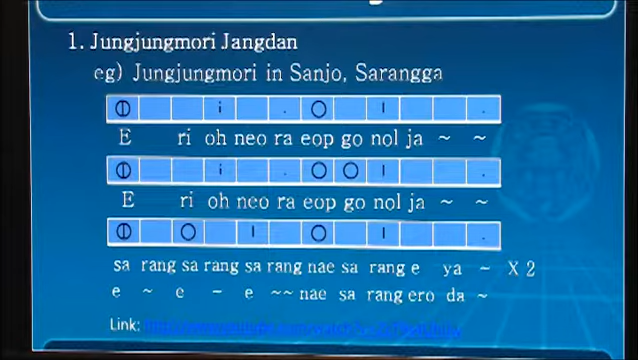 1. Jungjungmori Jangdan
eg) Jungjungmori in Sanjo, Sarangga
E ri oh neo ra eop go nol ja ~ ~
E ri oh neo ra eop go nol ja ~ ~
sa rang sa rang sa rang nae sa rang e ya ~ X 2
e ~ e ~ e ~~ nae sa rang ero da ~
Link: